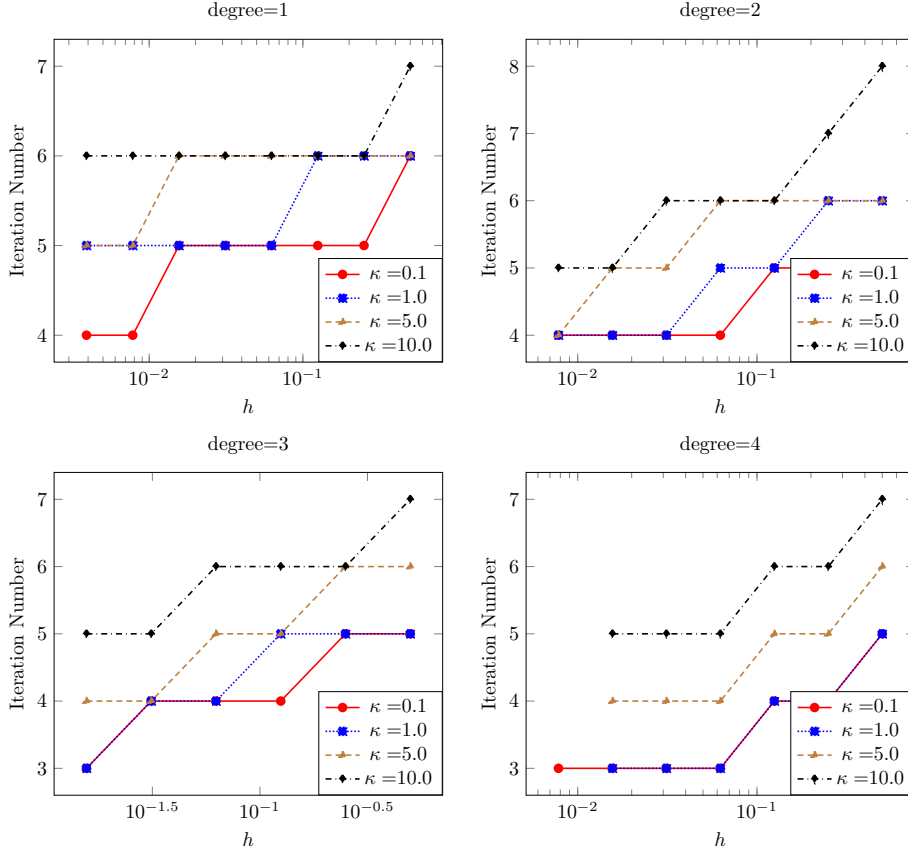 degree=1
degree=2
Iteration Number
7
6
5
4
10^{-2}
10^{-1}
h
κ =0.1
κ =1.0
κ =5.0
κ =10.0
Iteration Number
8
7
6
5
4
10^{-2}
10^{-1}
h
κ =0.1
κ =1.0
κ =5.0
κ =10.0
degree=3
degree=4
Iteration Number
7
6
5
4
3
10^{-1.5}
10^{-1}
10^{-0.5}
h
κ =0.1
κ =1.0
κ =5.0
κ =10.0
Iteration Number
7
6
5
4
3
10^{-2}
10^{-1}
h
κ =0.1
κ =1.0
κ =5.0
κ =10.0